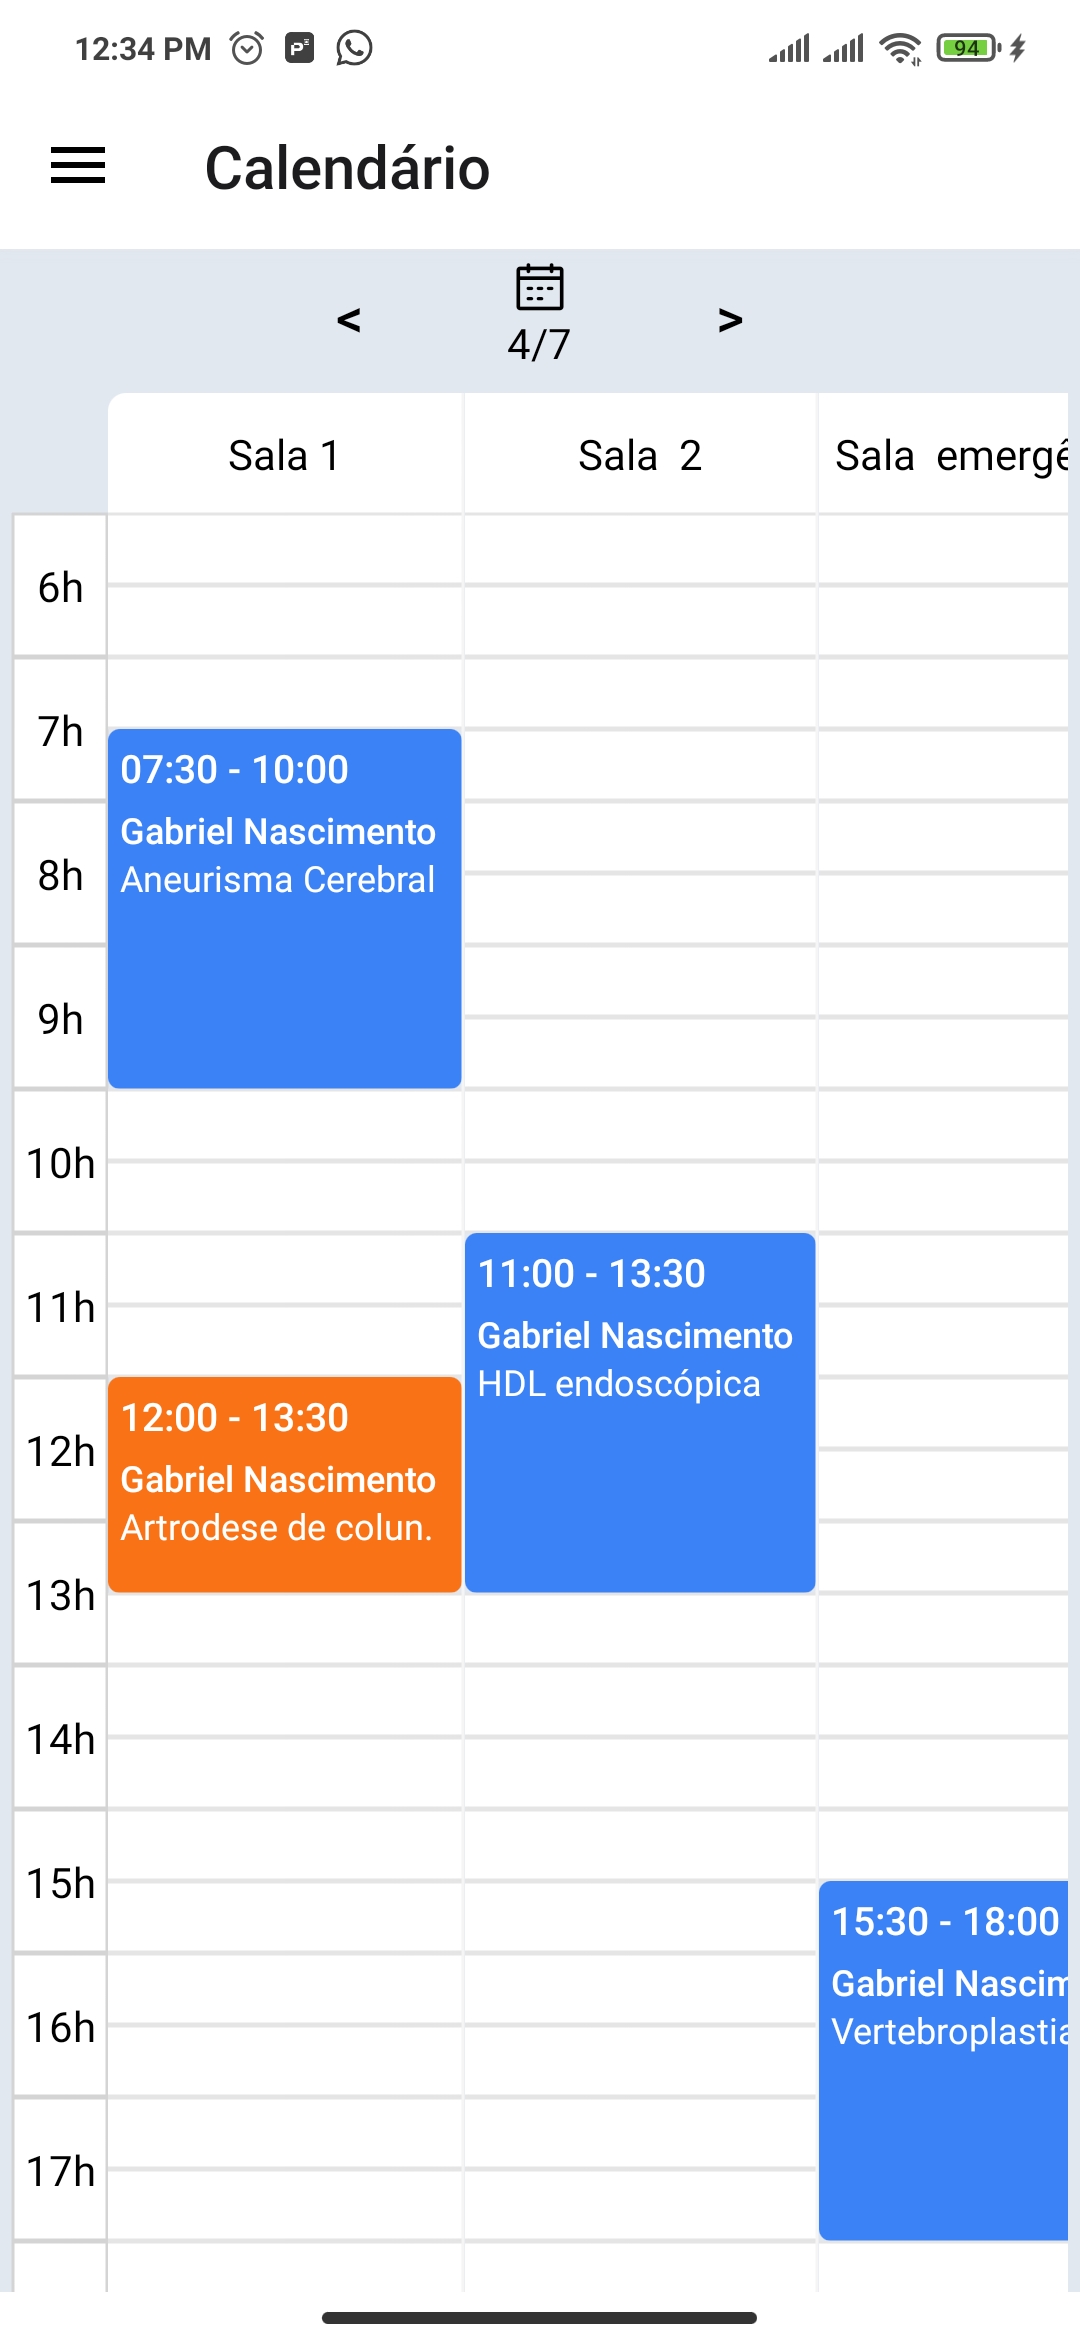 12:34 PM
94
Calendário
<
4/7
>
Sala 1
Sala 2
Sala emergê
6h
7h
8h
9h
10h
11h
12h
13h
14h
15h
16h
17h
07:30 - 10:00
Gabriel Nascimento
Aneurisma Cerebral
12:00 - 13:30
Gabriel Nascimento
Artrodese de colun.
11:00 - 13:30
Gabriel Nascimento
HDL endoscópica
15:30 - 18:00
Gabriel Nascim
Vertebroplastia